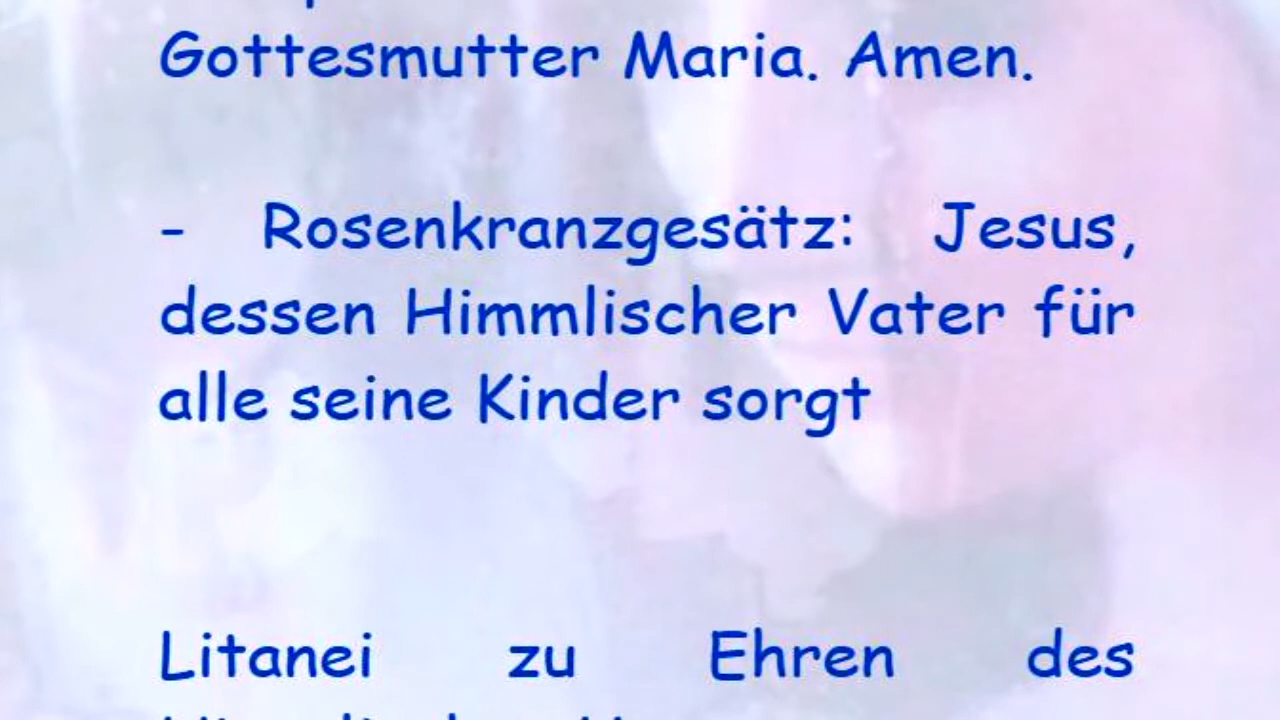 Gottesmutter Maria. Amen.
- Rosenkranzgesätz: Jesus,
dessen Himmlischer Vater für
alle seine Kinder sorgt
Litanei zu Ehren des